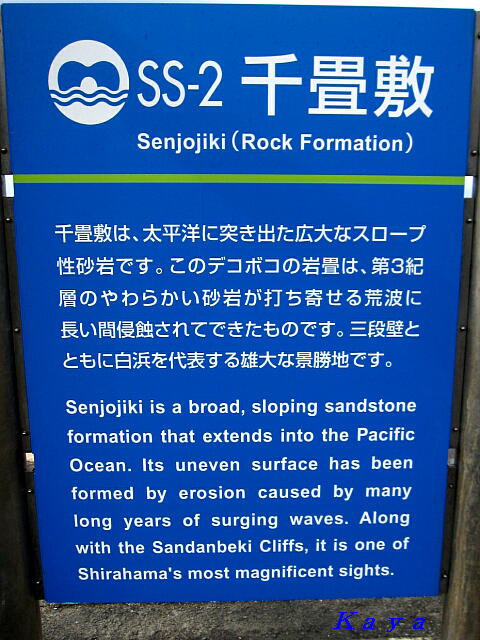 SS-2 千畳敷
Senjojiki (Rock Formation)
千畳敷は、太平洋に突き出た広大なスロープ
性砂岩です。このデコボコの岩畳は、第3紀
層のやわらかい砂岩が打ち寄せる荒波に
長い間侵蝕されてできたものです。三段壁と
ともに白浜を代表する雄大な景勝地です。
Senjojiki is a broad, sloping sandstone
formation that extends into the Pacific
Ocean. Its uneven surface has been
formed by erosion caused by many
long years of surging waves. Along
with the Sandanbeki Cliffs, it is one of
Shirahama's most magnificent sights.
Kaya